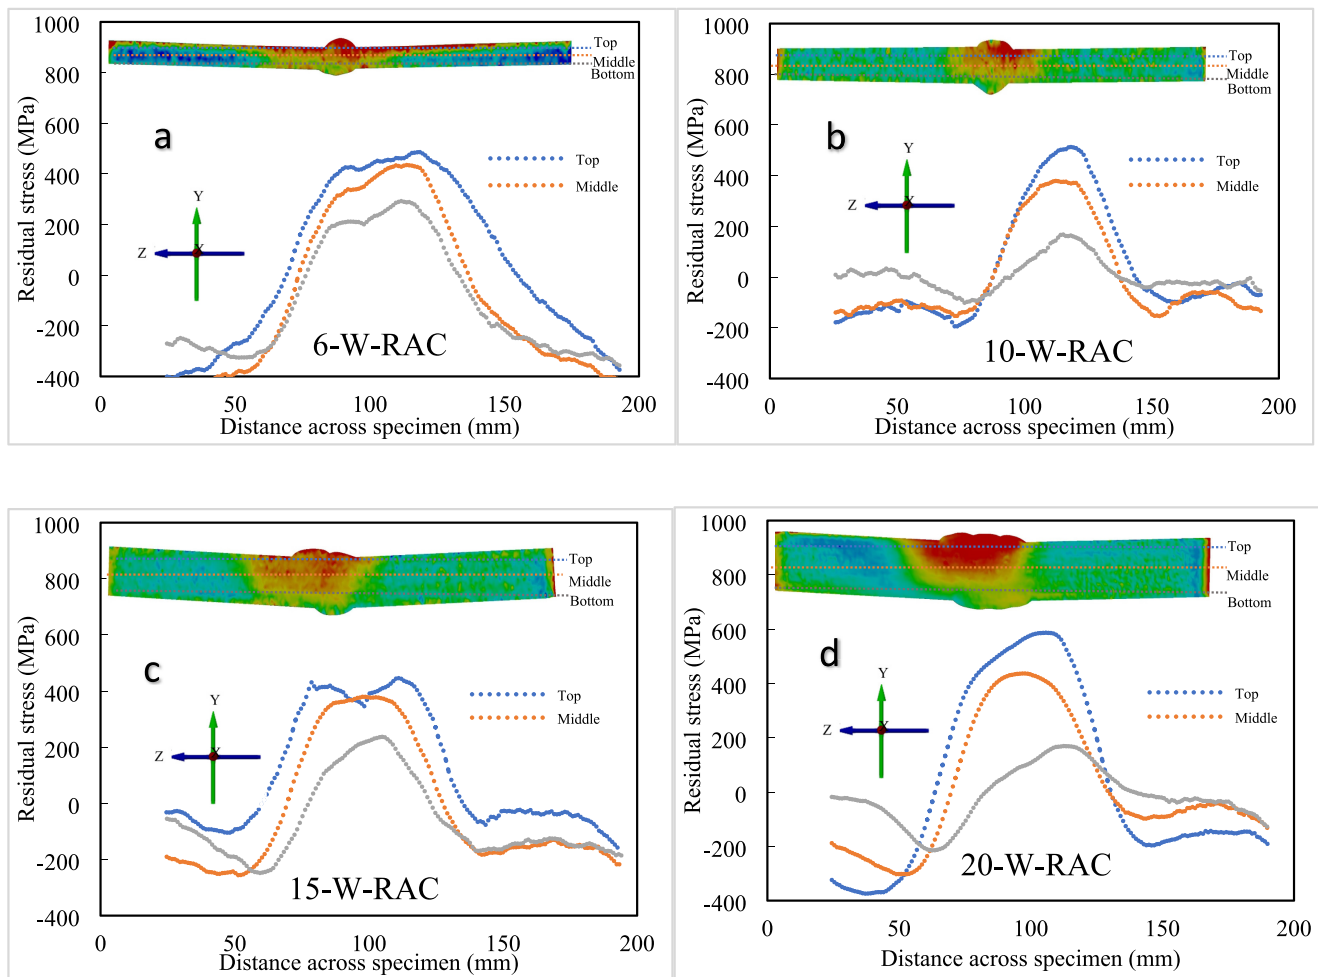 1000
800
600
400
200
0
-200
-400
Residual stress (MPa)
Top
Middle
Bottom
a
Y
Z
X
Top
Middle
6-W-RAC
0
50
100
150
200
Distance across specimen (mm)
1000
800
600
400
200
0
-200
-400
Residual stress (MPa)
Top
Middle
Bottom
b
Y
Z
X
Top
Middle
10-W-RAC
0
50
100
150
200
Distance across specimen (mm)
1000
800
600
400
200
0
-200
-400
Residual stress (MPa)
Top
Middle
Bottom
c
Y
Z
X
Top
Middle
15-W-RAC
0
50
100
150
200
Distance across specimen (mm)
1000
800
600
400
200
0
-200
-400
Residual stress (MPa)
Top
Middle
Bottom
d
Y
Z
X
Top
Middle
20-W-RAC
0
50
100
150
200
Distance across specimen (mm)